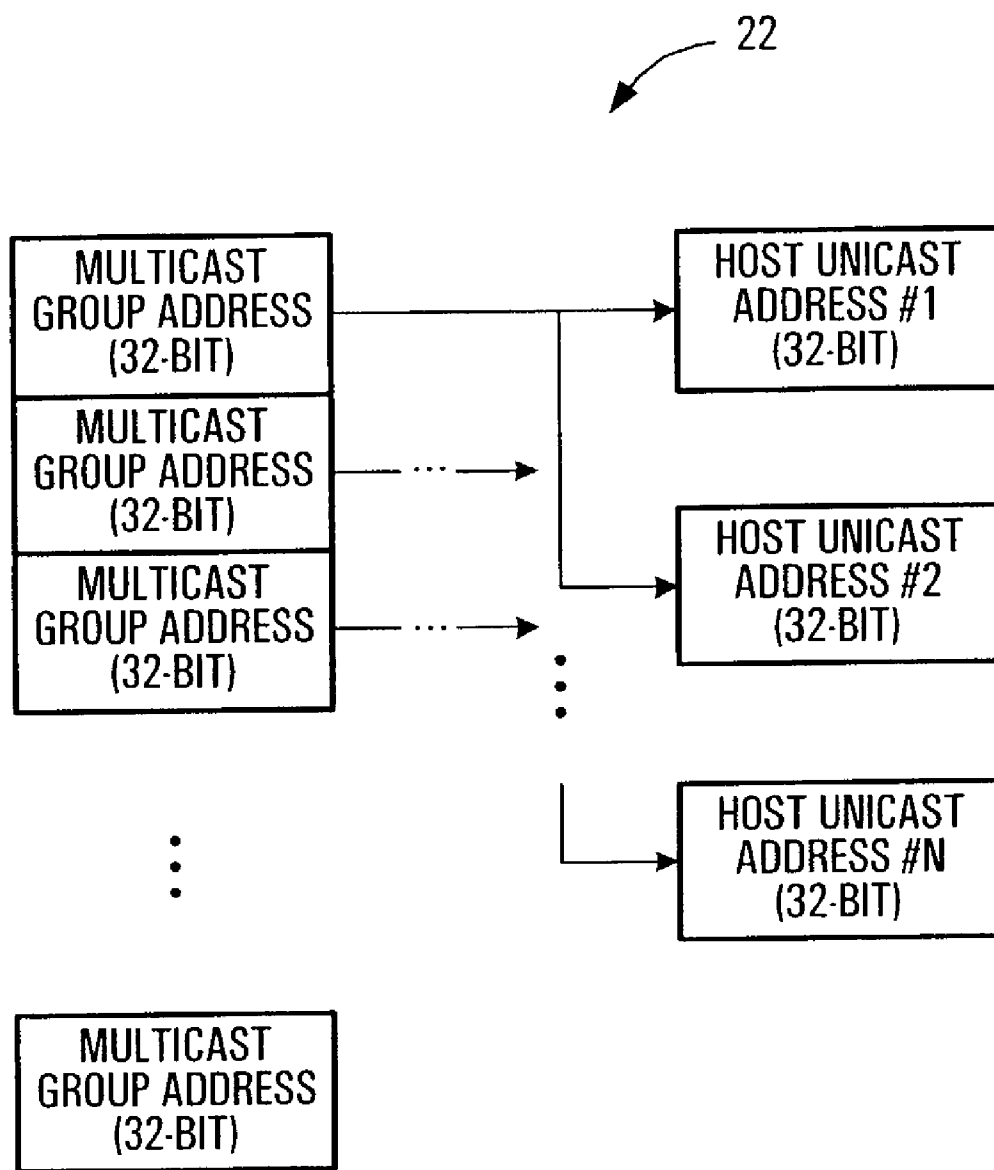 22
MULTICAST
GROUP ADDRESS
(32-BIT)
MULTICAST
GROUP ADDRESS
(32-BIT)
MULTICAST
GROUP ADDRESS
(32-BIT)
MULTICAST
GROUP ADDRESS
(32-BIT)
HOST UNICAST
ADDRESS #1
(32-BIT)
HOST UNICAST
ADDRESS #2
(32-BIT)
HOST UNICAST
ADDRESS #N
(32-BIT)